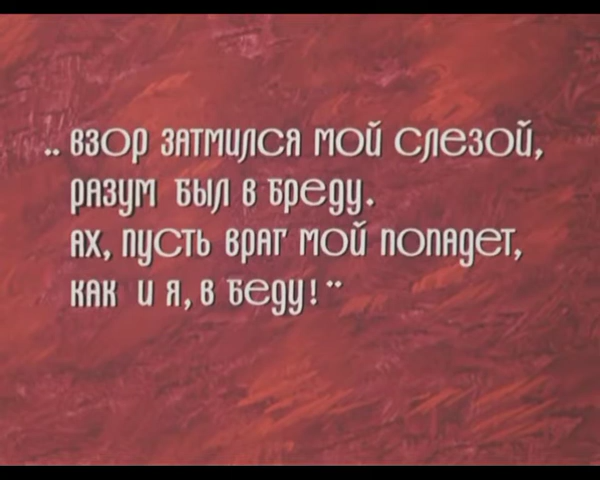 „ взор затмился мой слезой,
разум был в бреду.
ах, пусть враг мой попадет,
как и я, в беду! “